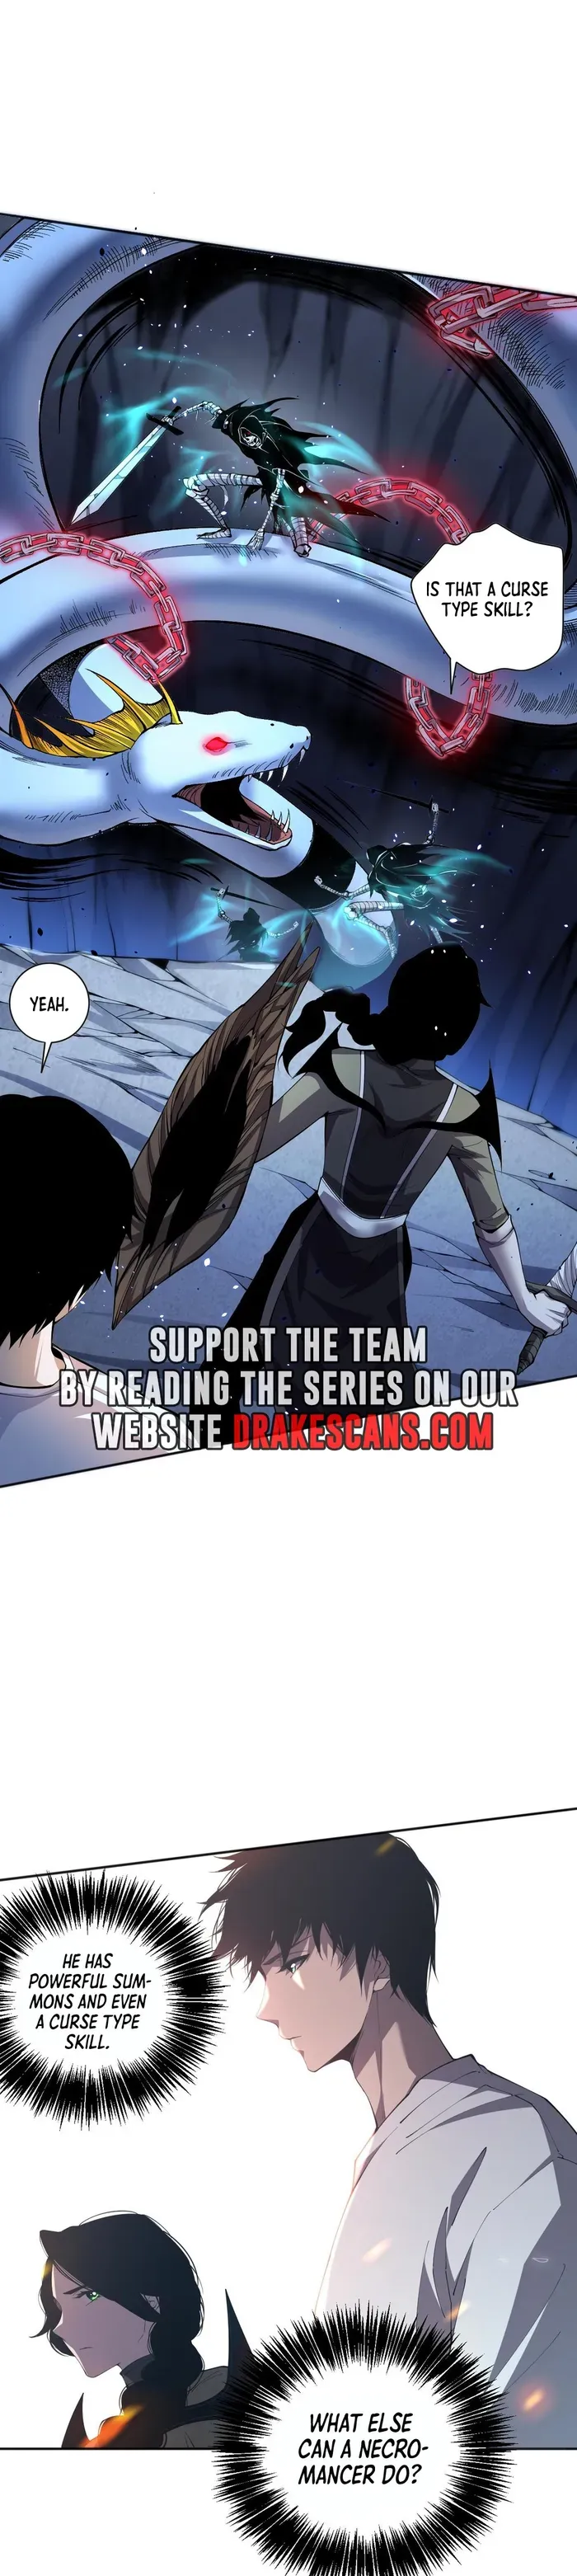 IS THAT A CURSE
TYPE SKILL?
YEAH.
SUPPORT THE TEAM
BY READING THE SERIES ON OUR
WEBSITE DRAKESCANS.COM
HE HAS
POWERFUL SUM-
MONS AND EVEN
A CURSE TYPE
SKILL.
WHAT ELSE
CAN A NECRO-
MANCER DO?